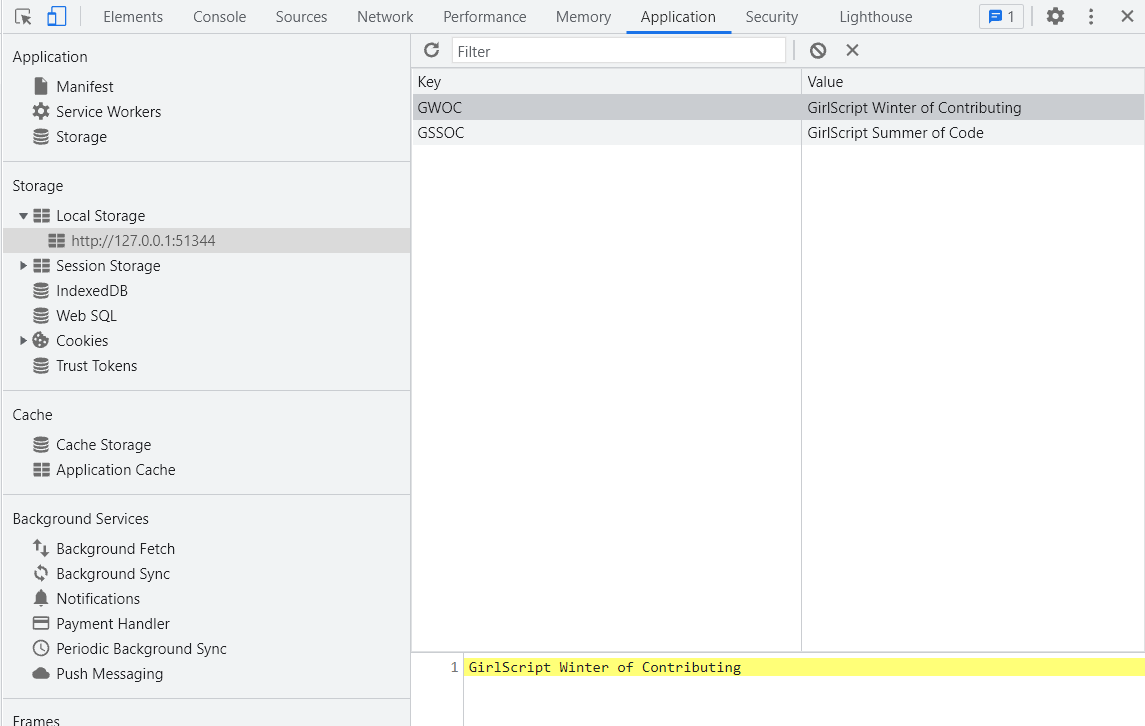 Elements Console Sources Network Performance Memory Application Security Lighthouse 1
Application
Manifest
Service Workers
Storage
Storage
Local Storage
http://127.0.0.1:51344
Session Storage
IndexedDB
Web SQL
Cookies
Trust Tokens
Cache
Cache Storage
Application Cache
Background Services
Background Fetch
Background Sync
Notifications
Payment Handler
Periodic Background Sync
Push Messaging
Frames
Filter
Key Value
GWOC GirlScript Winter of Contributing
GSSOC GirlScript Summer of Code
1 GirlScript Winter of Contributing